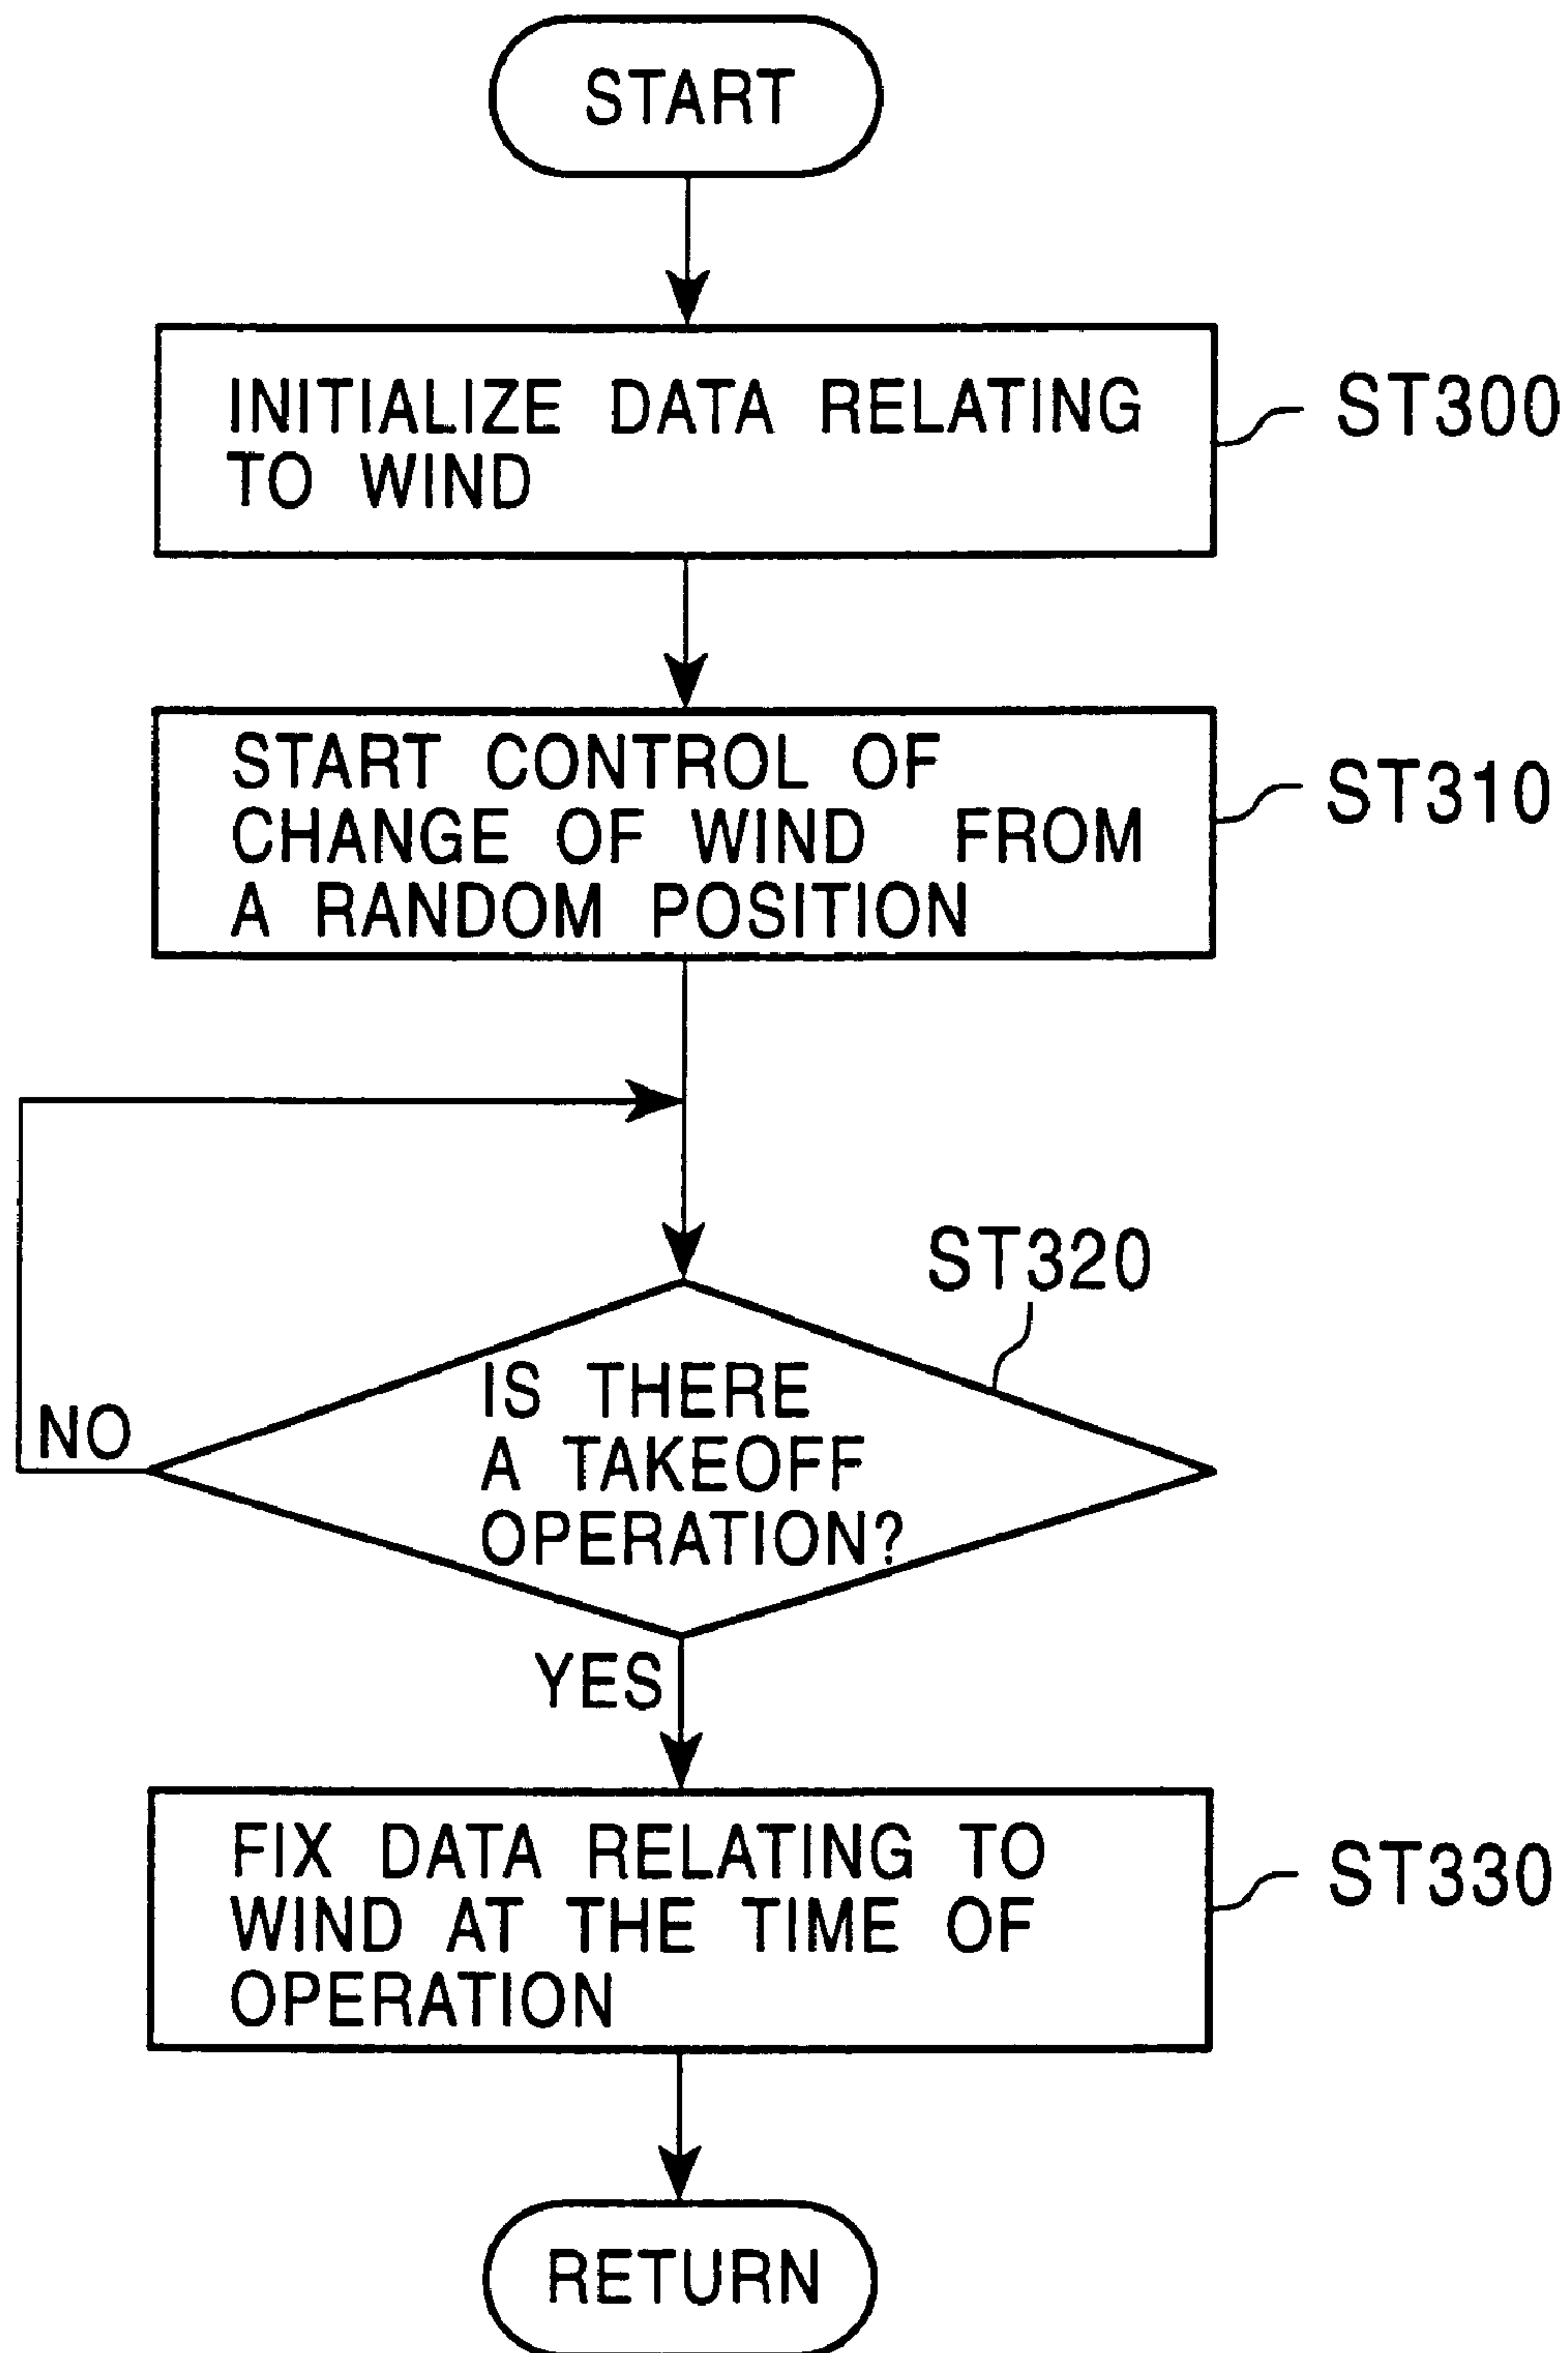 START
INITIALIZE DATA RELATING
TO WIND
ST300
START CONTROL OF
CHANGE OF WIND FROM
A RANDOM POSITION
ST310
ST320
IS THERE
A TAKEOFF
OPERATION?
NO
YES
FIX DATA RELATING TO
WIND AT THE TIME OF
OPERATION
ST330
RETURN